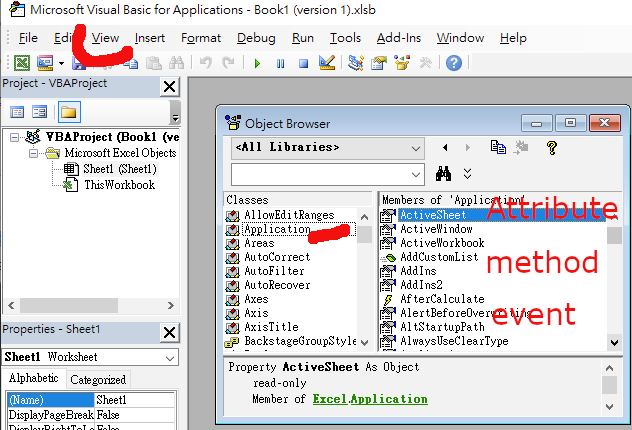 Microsoft Visual Basic for Applications - Book1 (version 1).xlsb
File Edit View Insert Format Debug Run Tools Add-Ins Window Help
Project - VBAProject
VBAProject (Book1 (ve
Microsoft Excel Objects
Sheet1 (Sheet1)
ThisWorkbook
Properties - Sheet1
Sheet1 Worksheet
Alphabetic Categorized
(Name) Sheet1
DisplayPageBreak False
DisplayRightToLe False
Object Browser
<All Libraries>
Classes
AllowEditRanges
Application
Areas
AutoCorrect
AutoFilter
AutoRecover
Axes
Axis
AxisTitle
BackstageGroupStyle
Members of 'Application'
ActiveSheet
ActiveWindow
ActiveWorkbook
AddCustomList
AddIns
AddIns2
AfterCalculate
AlertBeforeOverwriting
AltStartupPath
AlwaysUseClearType
Attribute
method
event
Property ActiveSheet As Object
read-only
Member of Excel.Application